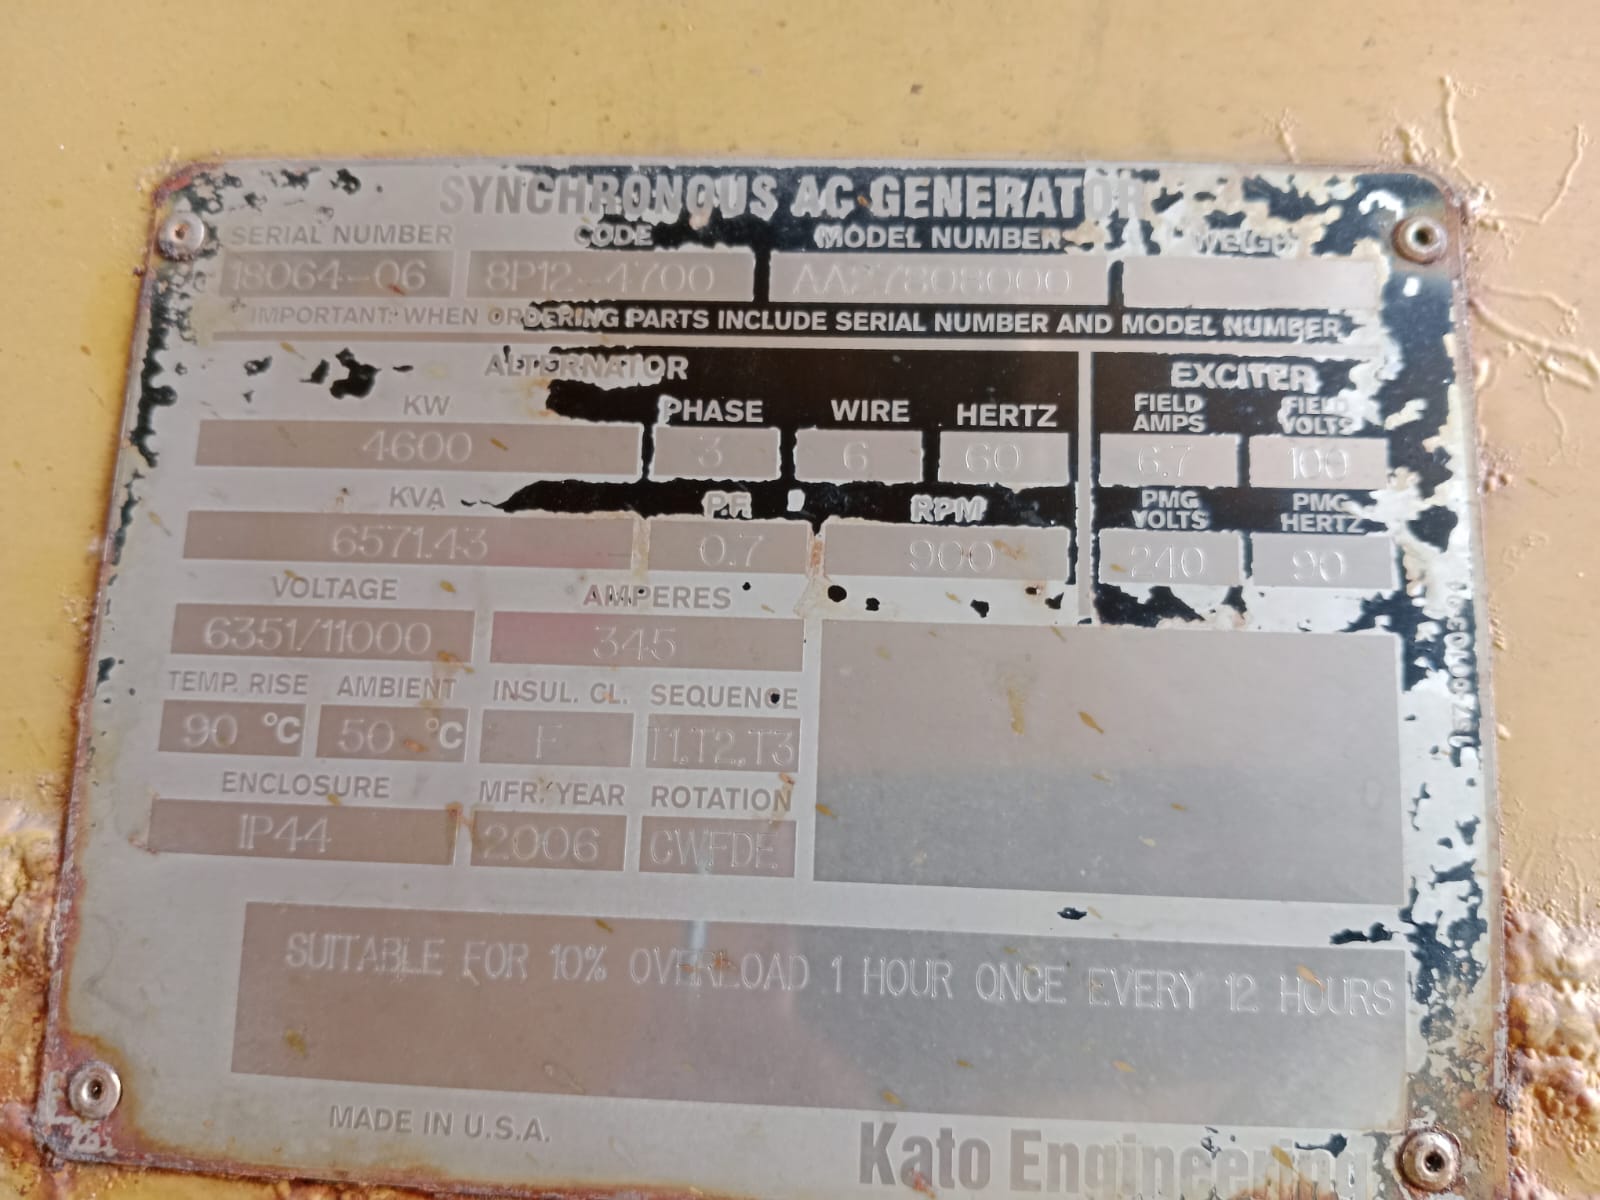 SYNCHRONOUS AC GENERATOR
SERIAL NUMBER CODE MODEL NUMBER WEIGHT
18064-06 8P12-4700 AA27808000
IMPORTANT: WHEN ORDERING PARTS INCLUDE SERIAL NUMBER AND MODEL NUMBER
ALTERNATOR EXCITER
KW PHASE WIRE HERTZ FIELD AMPS FIELD VOLTS
4600 3 6 60 6.7 100
KVA P.F. RPM PMG VOLTS PMG HERTZ
6571.43 0.7 900 240 90
VOLTAGE AMPERES
6351/11000 345
TEMP. RISE AMBIENT INSUL. CL. SEQUENCE
90 °C 50 °C F T1.T2.T3
ENCLOSURE MFR. YEAR ROTATION
IP44 2006 CWFDE
SUITABLE FOR 10% OVERLOAD 1 HOUR ONCE EVERY 12 HOURS
MADE IN U.S.A.
Kato Engineering